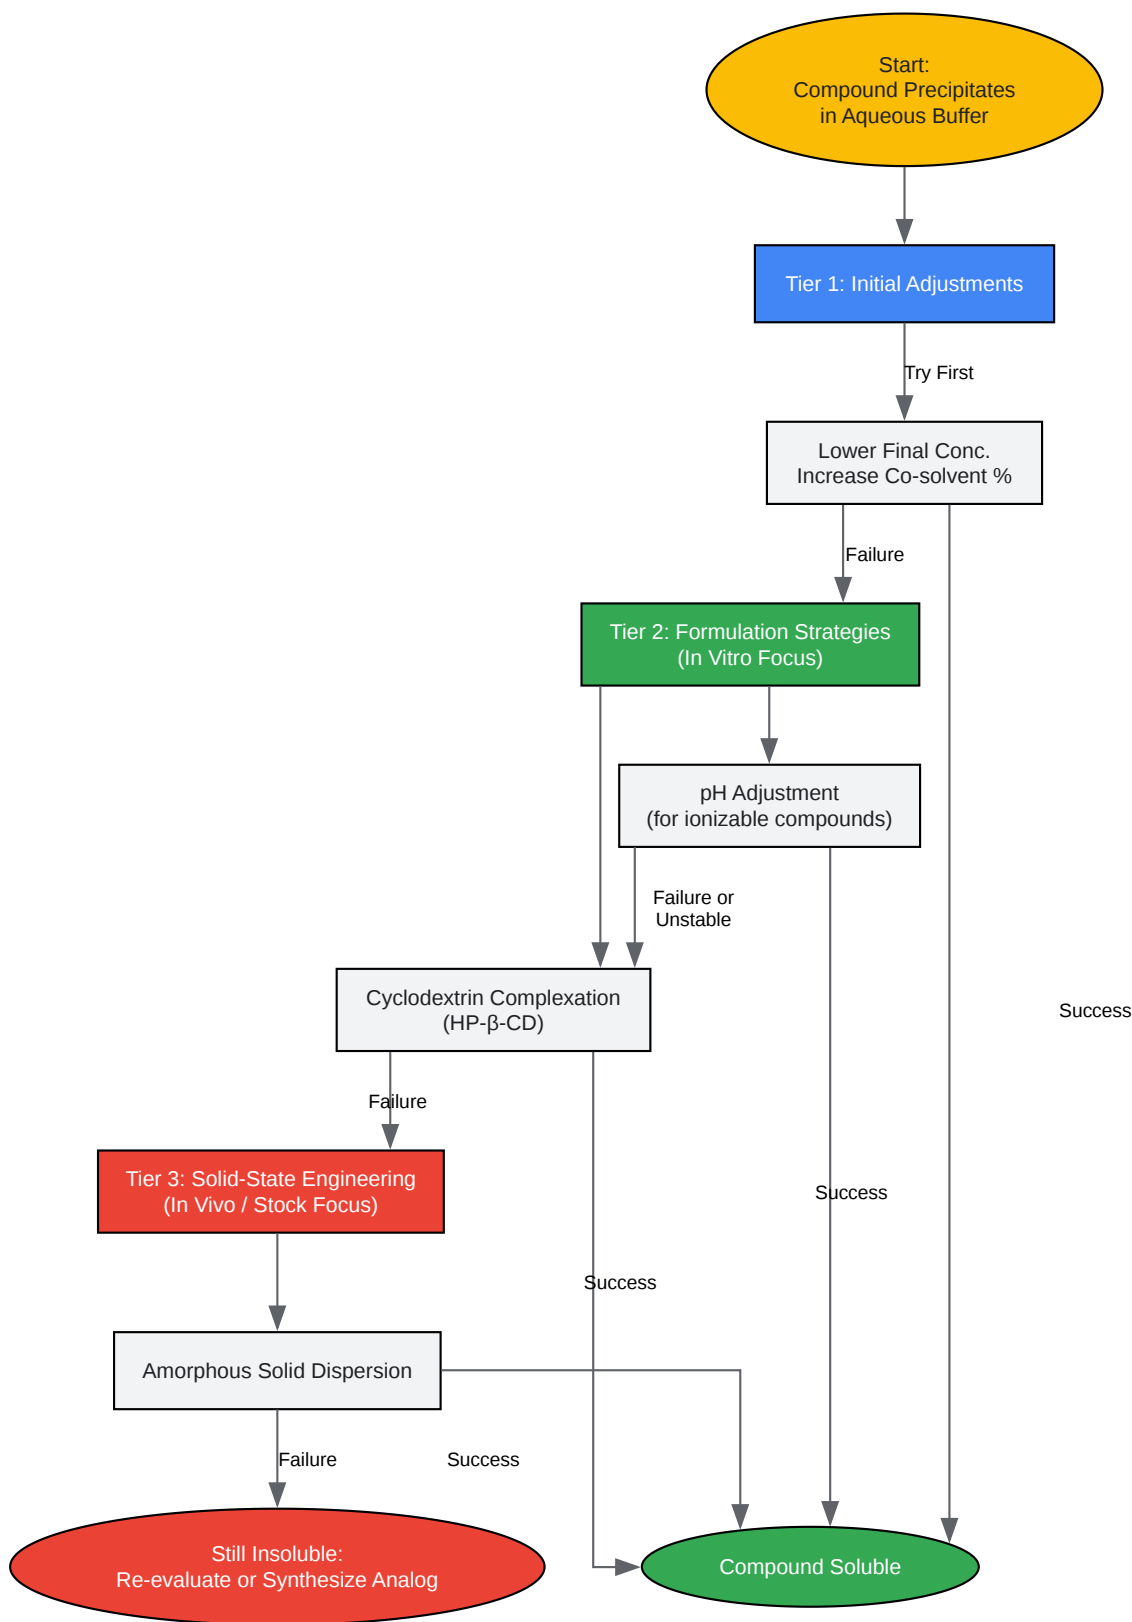 Start:
Compound Precipitates
in Aqueous Buffer
Tier 1: Initial Adjustments
Try First
Lower Final Conc.
Increase Co-solvent %
Failure
Tier 2: Formulation Strategies
(In Vitro Focus)
pH Adjustment
(for ionizable compounds)
Failure or
Unstable
Cyclodextrin Complexation
(HP-β-CD)
Success
Failure
Tier 3: Solid-State Engineering
(In Vivo / Stock Focus)
Success
Success
Amorphous Solid Dispersion
Failure
Success
Still Insoluble:
Re-evaluate or Synthesize Analog
Compound Soluble